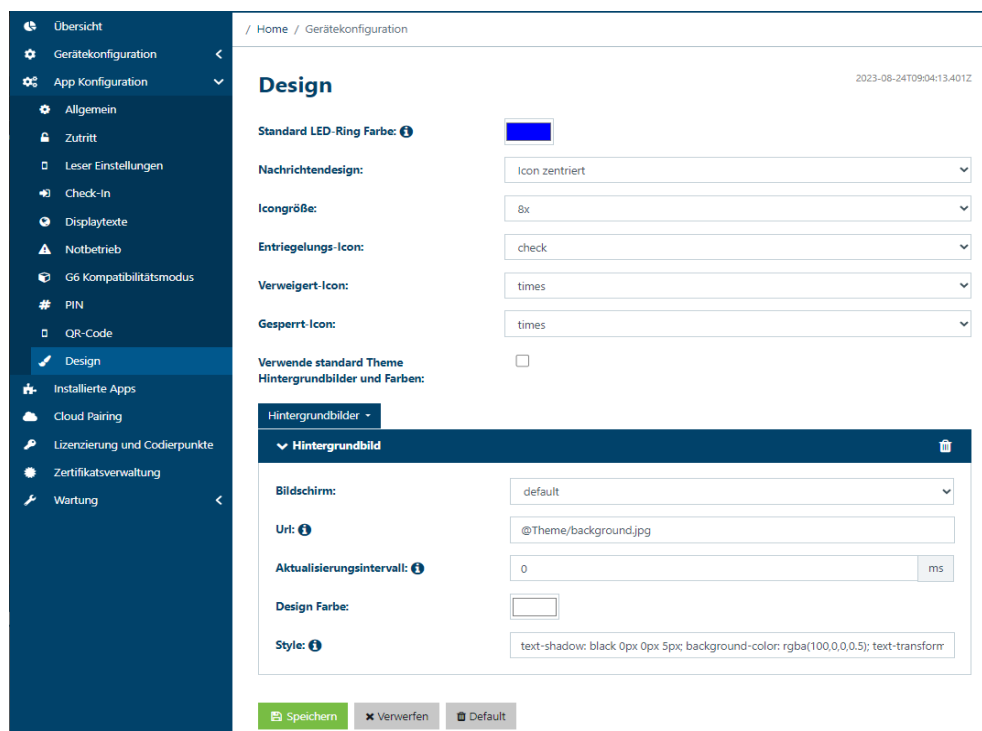 Übersicht
Gerätekonfiguration
App Konfiguration
Allgemein
Zutritt
Leser Einstellungen
Check-In
Displaytexte
Notbetrieb
G6 Kompatibilitätsmodus
PIN
QR-Code
Design
Installierte Apps
Cloud Pairing
Lizenzierung und Codierpunkte
Zertifikatsverwaltung
Wartung
/ Home / Gerätekonfiguration
Design
2023-08-24T09:04:13.401Z
Standard LED-Ring Farbe:
Nachrichtendesign: Icon zentriert
Icongröße: 8x
Entriegelungs-Icon: check
Verweigert-Icon: times
Gesperrt-Icon: times
Verwende standard Theme
Hintergrundbilder und Farben:
Hintergrundbilder
Hintergrundbild
Bildschirm: default
Url: @Theme/background.jpg
Aktualisierungsintervall: 0 ms
Design Farbe:
Style: text-shadow: black 0px 0px 5px; background-color: rgba(100,0,0,0.5); text-transform
Speichern Verwerfen Default